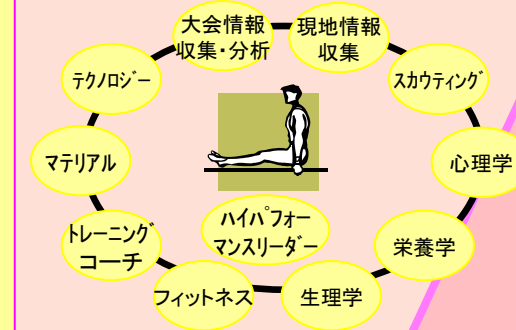 大会情報
収集・分析
現地情報
収集
テクノロジー
スカウティング
マテリアル
心理学
トレーニング
コーチ
ハイパフォー
マンスリーダー
栄養学
フィットネス
生理学